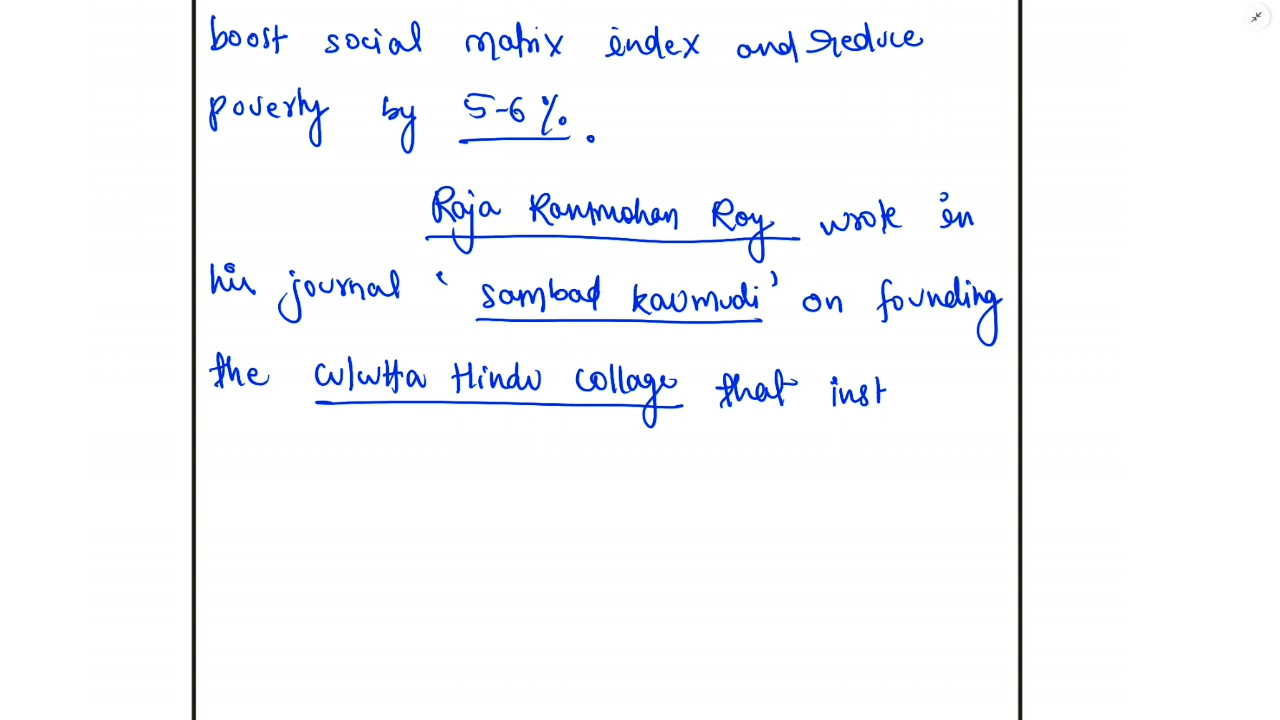 boost social matrix index and reduce
poverty by 5-6%.
Raja Rammohan Roy wrote in
his journal ' sambad kaumudi' on founding
the calcutta Hindu collage that inst